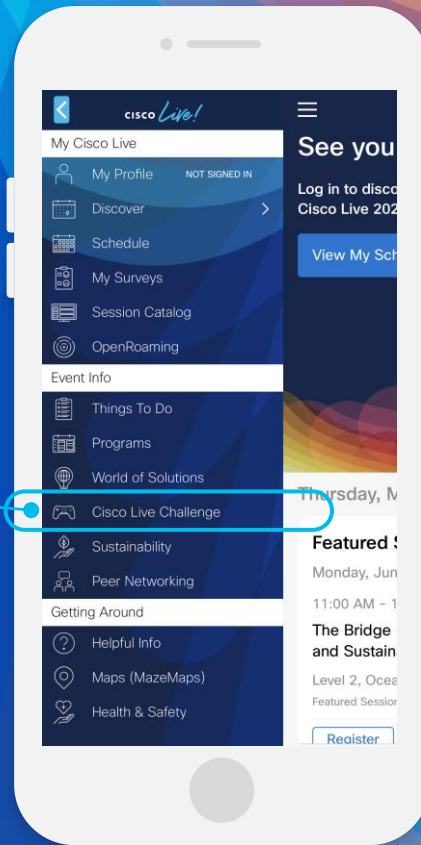 cisco Live!
My Cisco Live
My Profile NOT SIGNED IN
Discover
Schedule
My Surveys
Session Catalog
OpenRoaming
Event Info
Things To Do
Programs
World of Solutions
Cisco Live Challenge
Sustainability
Peer Networking
Getting Around
Helpful Info
Maps (MazeMaps)
Health & Safety
See you
Log in to disco
Cisco Live 202
View My Sch
Thursday, M
Featured S
Monday, Jun
11:00 AM - 1
The Bridge
and Sustain
Level 2, Ocea
Featured Session
Register